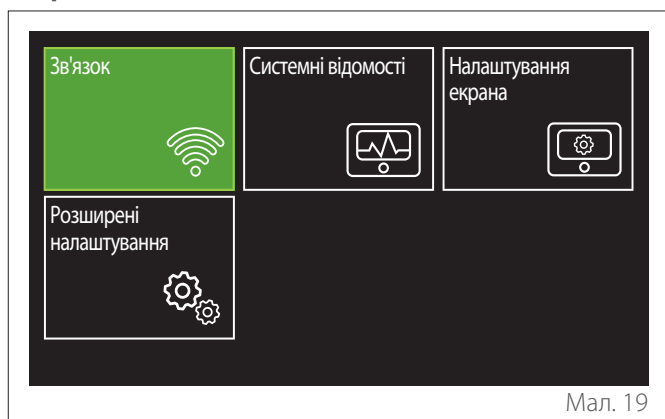 Зв'язок
Системні відомості
Налаштування
екрана
Розширені
налаштування
Мал. 19